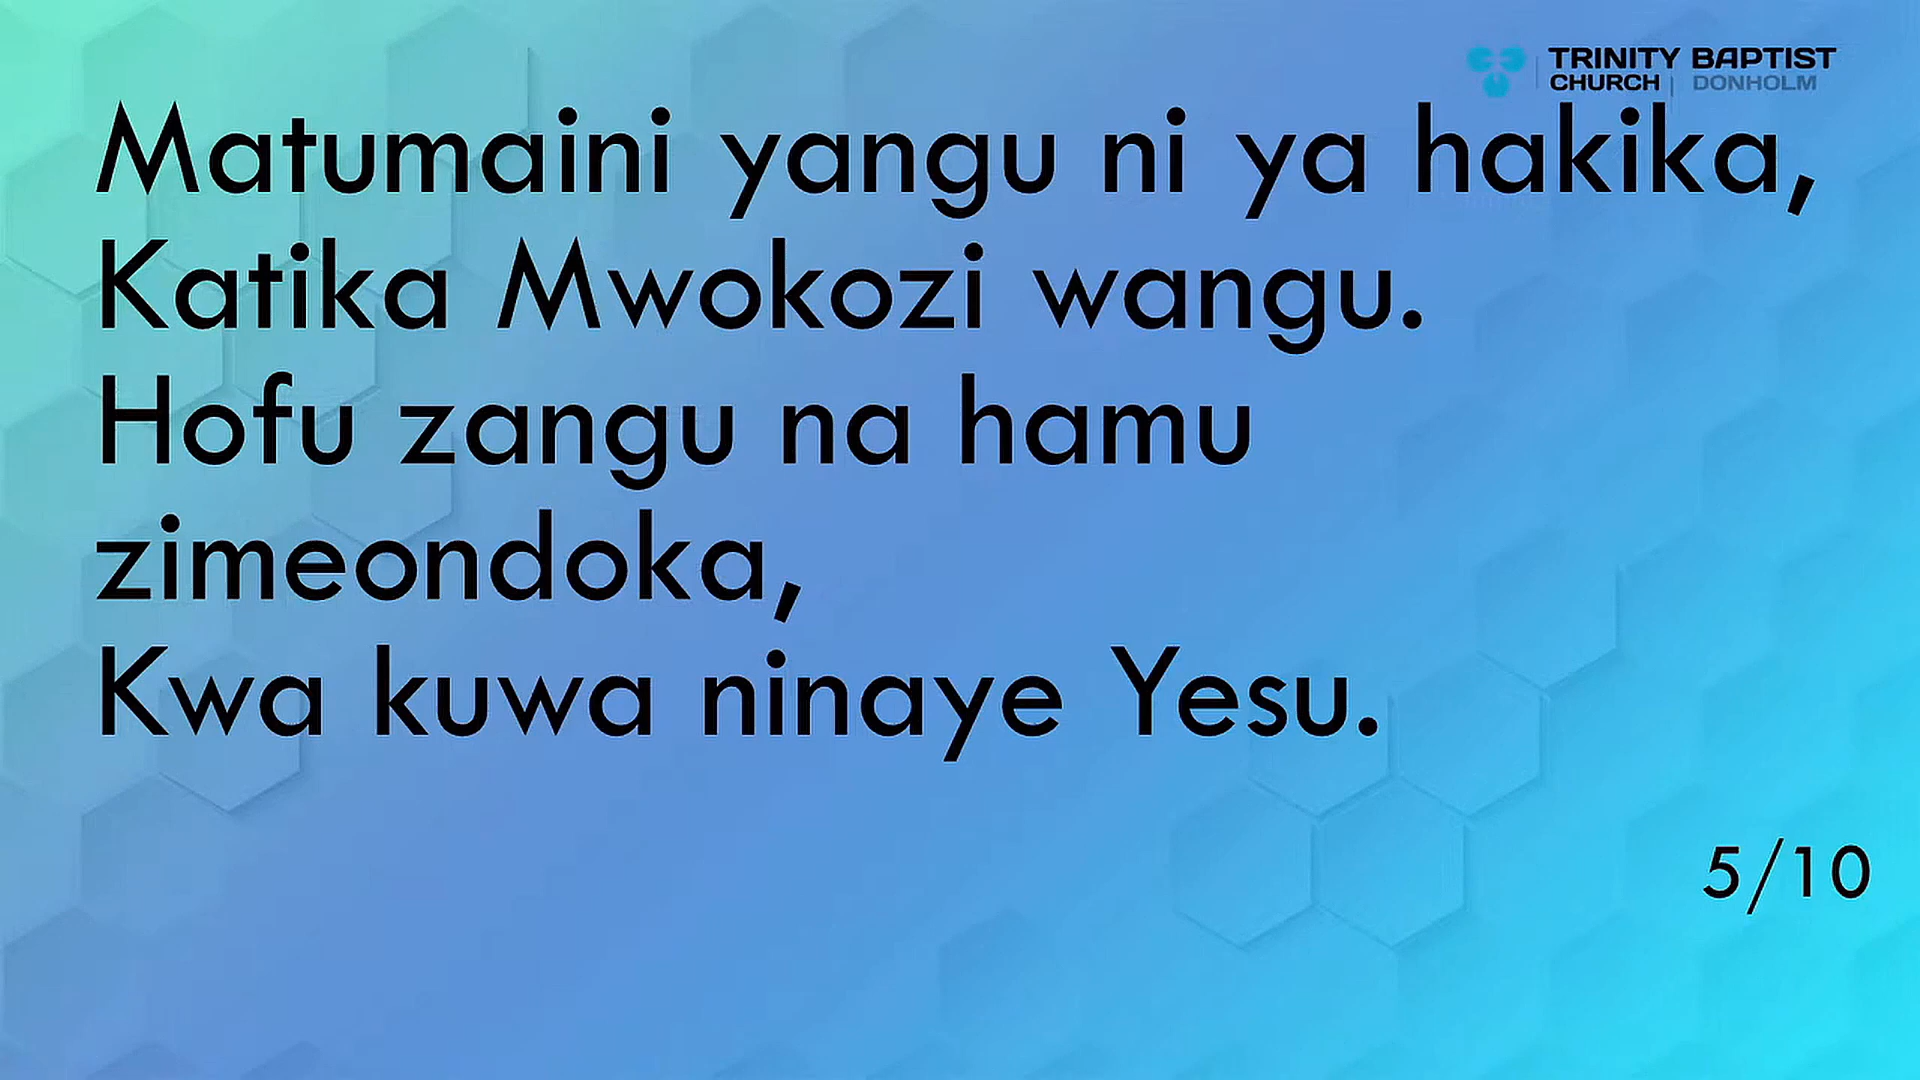 TRINITY BAPTIST
CHURCH | DONHOLM
Matumaini yangu ni ya hakika,
Katika Mwokozi wangu.
Hofu zangu na hamu
zimeondoka,
Kwa kuwa ninaye Yesu.
5/10